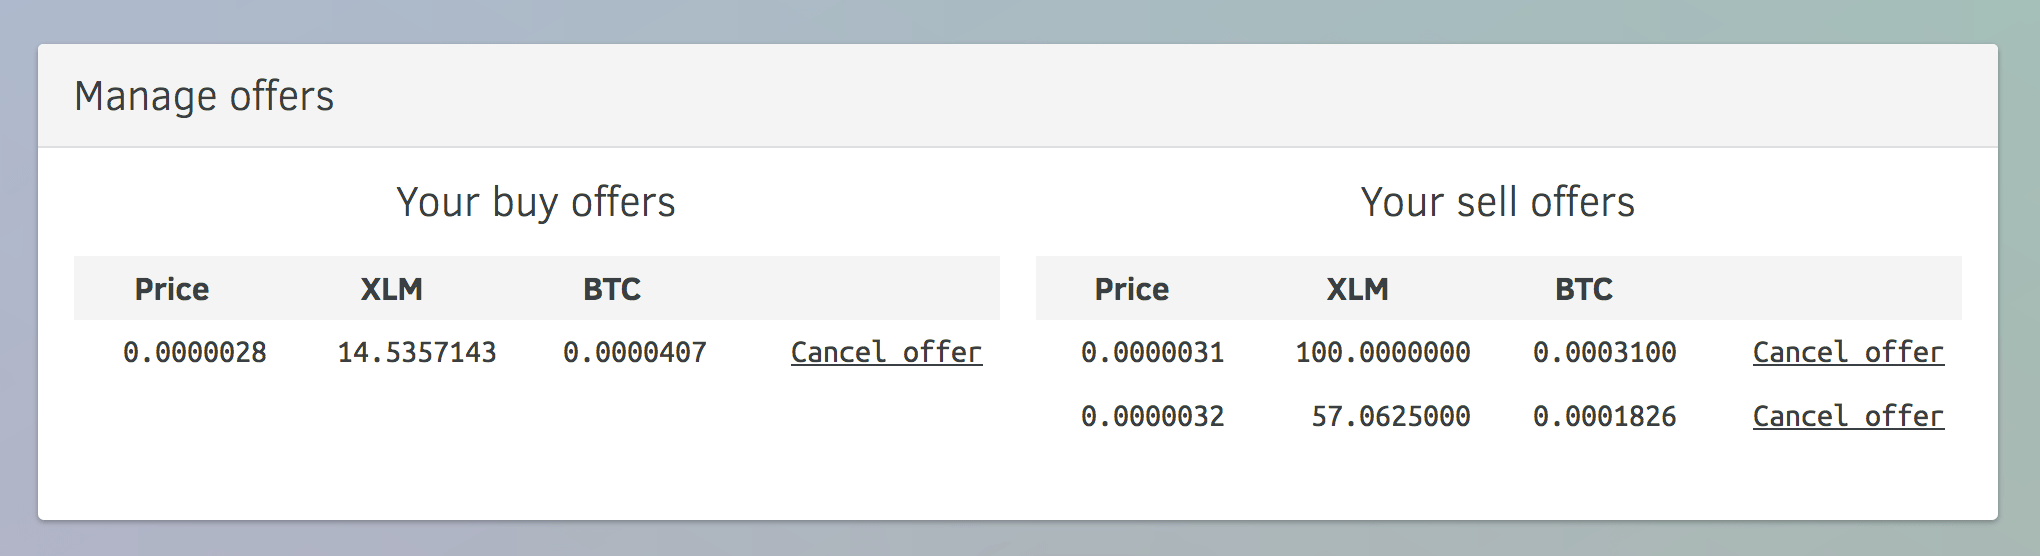 Manage offers
Your buy offers
Price XLM BTC
0.0000028 14.5357143 0.0000407 Cancel offer
Your sell offers
Price XLM BTC
0.0000031 100.0000000 0.0003100 Cancel offer
0.0000032 57.0625000 0.0001826 Cancel offer